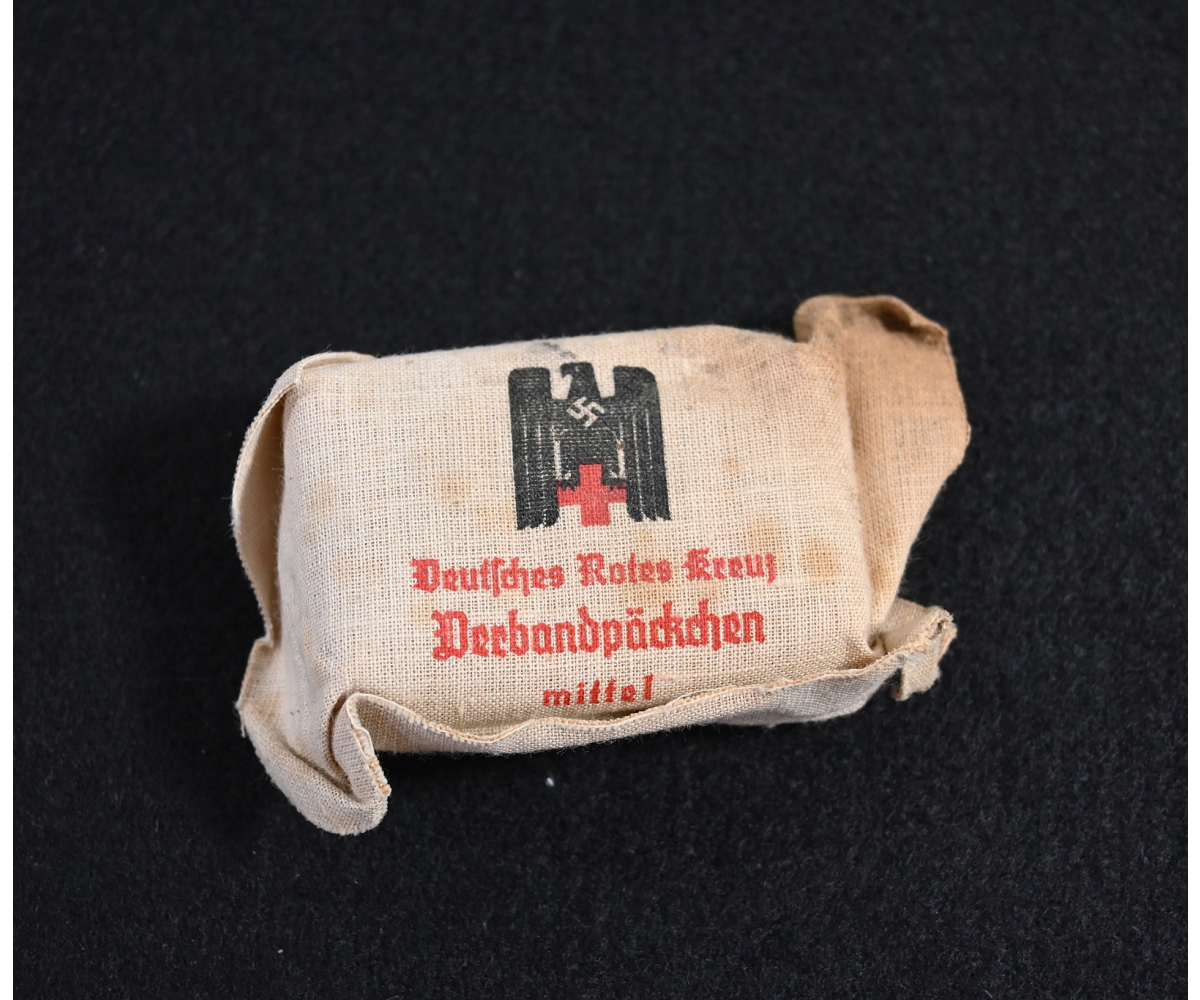 Deutſches Rotes Kreuz
Verbandpäckchen
mittel